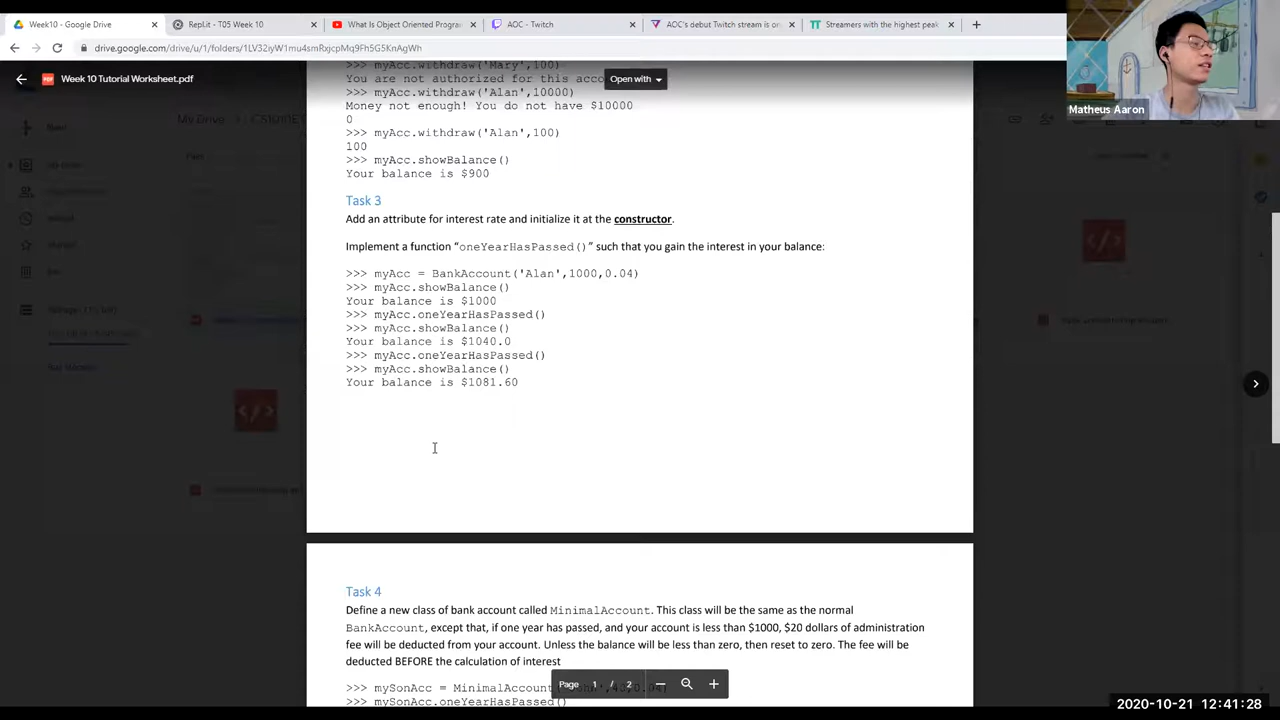 Week10 - Google Drive
Repl.it - T05 Week 10
What Is Object Oriented Progra
AOC - Twitch
AOC's debut Twitch stream is on
Streamers with the highest peak
drive.google.com/drive/u/1/folders/1LV32iyW1mu4smRxjcpMq9Fh5G5KnAgWh
Week 10 Tutorial Worksheet.pdf
Open with
Matheus Aaron
>>> myAcc.withdraw('Mary',100)
You are not authorized for this acco
>>> myAcc.withdraw('Alan',10000)
Money not enough! You do not have $10000
0
>>> myAcc.withdraw('Alan',100)
100
>>> myAcc.showBalance()
Your balance is $900
Task 3
Add an attribute for interest rate and initialize it at the constructor.
Implement a function “oneYearHasPassed()” such that you gain the interest in your balance:
>>> myAcc = BankAccount('Alan',1000,0.04)
>>> myAcc.showBalance()
Your balance is $1000
>>> myAcc.oneYearHasPassed()
>>> myAcc.showBalance()
Your balance is $1040.0
>>> myAcc.oneYearHasPassed()
>>> myAcc.showBalance()
Your balance is $1081.60
Task 4
Define a new class of bank account called MinimalAccount. This class will be the same as the normal
BankAccount, except that, if one year has passed, and your account is less than $1000, $20 dollars of administration
fee will be deducted from your account. Unless the balance will be less than zero, then reset to zero. The fee will be
deducted BEFORE the calculation of interest
>>> mySonAcc = MinimalAccount
>>> mySonAcc.oneYearHasPassed()
Page 1 / 2
2020-10-21 12:41:28